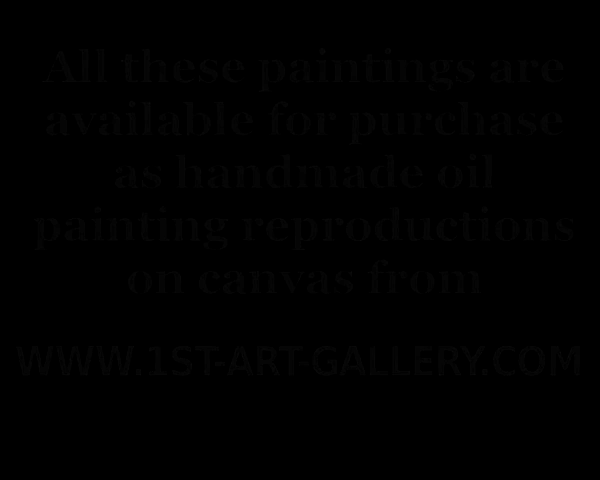 All these paintings are
available for purchase
as handmade oil
painting reproductions
on canvas from
WWW.1ST-ART-GALLERY.COM